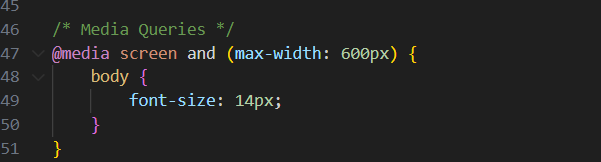 45
46 /* Media Queries */
47 @media screen and (max-width: 600px) {
48     body {
49         font-size: 14px;
50     }
51 }